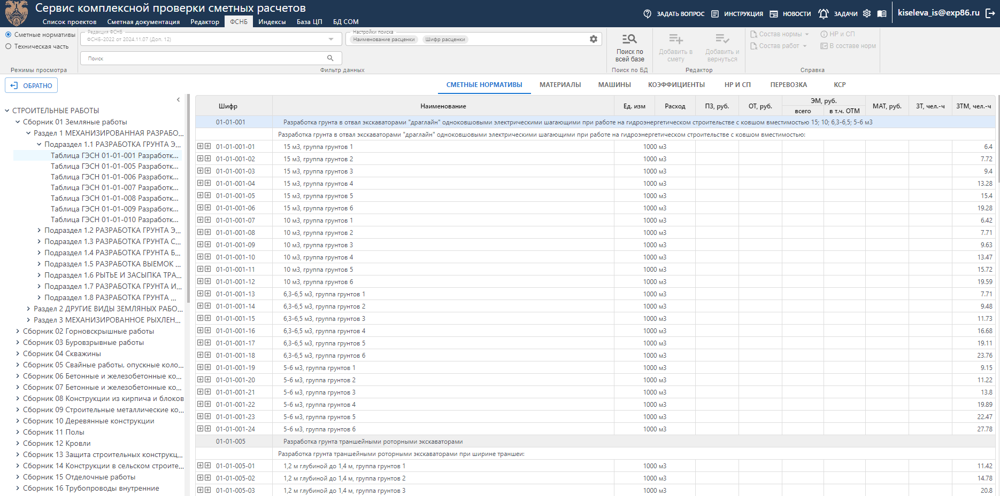 Сервис комплексной проверки сметных расчетов
ЗАДАТЬ ВОПРОС ИНСТРУКЦИЯ НОВОСТИ ЗАДАЧИ kiseleva_is@exp86.ru
Список проектов Сметная документация Редактор ФСНБ Индексы База ЦП БД СОМ
Сметные нормативы
Техническая часть
Режимы просмотра
Редакция ФСНБ
ФСНБ-2022 от 2024.11.07 (Доп. 12)
Поиск
Настройки поиска
Наименование расценки Шифр расценки
Фильтр данных
Поиск по
всей базе
Поиск по БД
Добавить в
смету
Добавить и
вернуться
Редактор
Состав нормы НР и СП
Состав работ В составе норм
Справка
ОБРАТНО
СМЕТНЫЕ НОРМАТИВЫ МАТЕРИАЛЫ МАШИНЫ КОЭФФИЦИЕНТЫ НР И СП ПЕРЕВОЗКА КСР
СТРОИТЕЛЬНЫЕ РАБОТЫ
Сборник 01 Земляные работы
Раздел 1 МЕХАНИЗИРОВАННАЯ РАЗРАБО...
Подраздел 1.1 РАЗРАБОТКА ГРУНТА Э...
Таблица ГЭСН 01-01-001 Разработк...
Таблица ГЭСН 01-01-005 Разработк...
Таблица ГЭСН 01-01-006 Разработк...
Таблица ГЭСН 01-01-007 Разработк...
Таблица ГЭСН 01-01-008 Разработк...
Таблица ГЭСН 01-01-009 Разработк...
Таблица ГЭСН 01-01-010 Разработк...
Подраздел 1.2 РАЗРАБОТКА ГРУНТА Э...
Подраздел 1.3 РАЗРАБОТКА ГРУНТА С...
Подраздел 1.4 РАЗРАБОТКА ГРУНТА Б...
Подраздел 1.5 РАЗРАБОТКА ВЫЕМОК ...
Подраздел 1.6 РЫТЬЕ И ЗАСЫПКА ТРА...
Подраздел 1.7 РАЗРАБОТКА ГРУНТА И...
Подраздел 1.8 РАЗРАБОТКА ГРУНТА ...
Раздел 2 ДРУГИЕ ВИДЫ ЗЕМЛЯНЫХ РАБО...
Раздел 3 МЕХАНИЗИРОВАННОЕ РЫХЛЕН...
Сборник 02 Горновскрышные работы
Сборник 03 Буровзрывные работы
Сборник 04 Скважины
Сборник 05 Свайные работы, опускные коло...
Сборник 06 Бетонные и железобетонные ко...
Сборник 07 Бетонные и железобетонные ко...
Сборник 08 Конструкции из кирпича и блоков
Сборник 09 Строительные металлические ко...
Сборник 10 Деревянные конструкции
Сборник 11 Полы
Сборник 12 Кровли
Сборник 13 Защита строительных конструкц...
Сборник 14 Конструкции в сельском строите...
Сборник 15 Отделочные работы
Сборник 16 Трубопроводы внутренние
Шифр Наименование Ед. изм Расход ПЗ, руб. ОТ, руб. ЭМ, руб. МАТ, руб. ЗТ, чел.-ч ЗТМ, чел.-ч
всего в т.ч. ОТМ
01-01-001 Разработка грунта в отвал экскаваторами "драглайн" одноковшовыми электрическими шагающими при работе на гидроэнергетическом строительстве с ковшом вместимостью 15; 10; 6,3-6,5; 5-6 м3
Разработка грунта в отвал экскаваторами "драглайн" одноковшовыми электрическими шагающими при работе на гидроэнергетическом строительстве с ковшом вместимостью:
01-01-001-01 15 м3, группа грунтов 1 1000 м3 6.4
01-01-001-02 15 м3, группа грунтов 2 1000 м3 7.72
01-01-001-03 15 м3, группа грунтов 3 1000 м3 9.4
01-01-001-04 15 м3, группа грунтов 4 1000 м3 13.28
01-01-001-05 15 м3, группа грунтов 5 1000 м3 15.4
01-01-001-06 15 м3, группа грунтов 6 1000 м3 19.28
01-01-001-07 10 м3, группа грунтов 1 1000 м3 6.42
01-01-001-08 10 м3, группа грунтов 2 1000 м3 7.71
01-01-001-09 10 м3, группа грунтов 3 1000 м3 9.63
01-01-001-10 10 м3, группа грунтов 4 1000 м3 13.47
01-01-001-11 10 м3, группа грунтов 5 1000 м3 15.72
01-01-001-12 10 м3, группа грунтов 6 1000 м3 19.59
01-01-001-13 6,3-6,5 м3, группа грунтов 1 1000 м3 7.71
01-01-001-14 6,3-6,5 м3, группа грунтов 2 1000 м3 9.48
01-01-001-15 6,3-6,5 м3, группа грунтов 3 1000 м3 11.73
01-01-001-16 6,3-6,5 м3, группа грунтов 4 1000 м3 16.68
01-01-001-17 6,3-6,5 м3, группа грунтов 5 1000 м3 19.11
01-01-001-18 6,3-6,5 м3, группа грунтов 6 1000 м3 23.76
01-01-001-19 5-6 м3, группа грунтов 1 1000 м3 9.15
01-01-001-20 5-6 м3, группа грунтов 2 1000 м3 11.22
01-01-001-21 5-6 м3, группа грунтов 3 1000 м3 13.8
01-01-001-22 5-6 м3, группа грунтов 4 1000 м3 19.89
01-01-001-23 5-6 м3, группа грунтов 5 1000 м3 22.47
01-01-001-24 5-6 м3, группа грунтов 6 1000 м3 27.78
01-01-005 Разработка грунта траншейными роторными экскаваторами
Разработка грунта траншейными роторными экскаваторами при ширине траншеи:
01-01-005-01 1,2 м глубиной до 1,4 м, группа грунтов 1 1000 м3 11.42
01-01-005-02 1,2 м глубиной до 1,4 м, группа грунтов 2 1000 м3 14.78
01-01-005-03 1,2 м глубиной до 1,4 м, группа грунтов 3 1000 м3 20.8